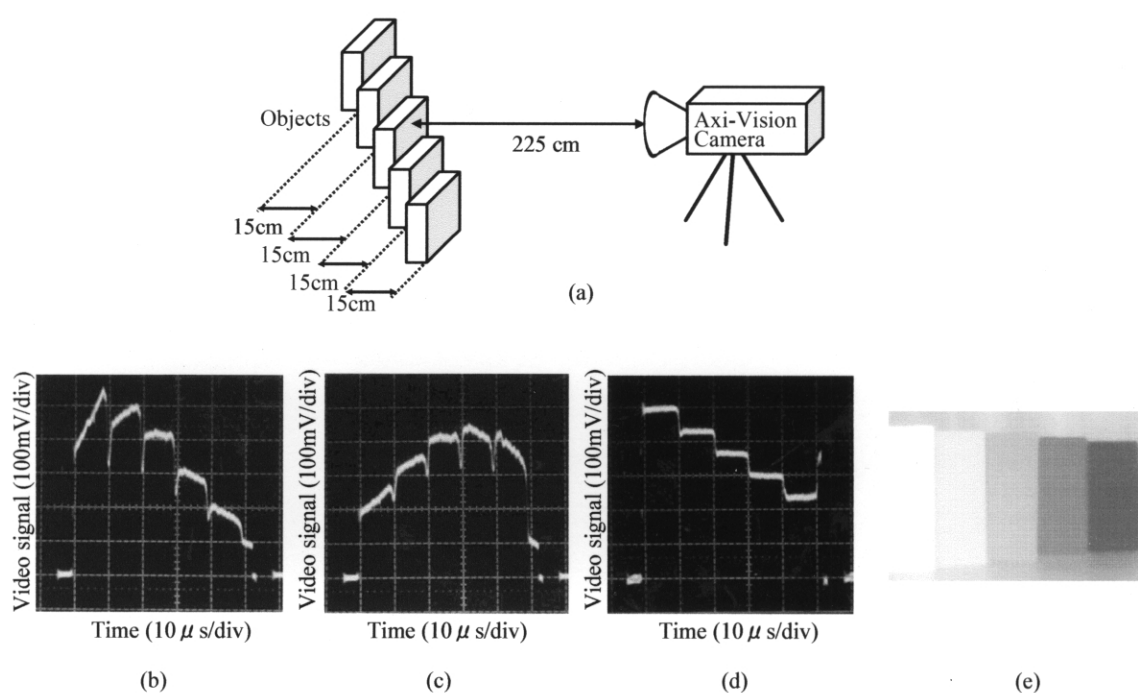 Objects
Axi-Vision
Camera
225 cm
15cm
15cm
15cm
15cm
(a)
Video signal (100mV/div)
Time (10 μ s/div)
(b)
Video signal (100mV/div)
Time (10 μ s/div)
(c)
Video signal (100mV/div)
Time (10 μ s/div)
(d)
(e)